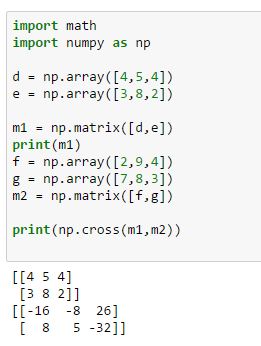 import math
import numpy as np
d = np.array([4,5,4])
e = np.array([3,8,2])
m1 = np.matrix([d,e])
print(m1)
f = np.array([2,9,4])
g = np.array([7,8,3])
m2 = np.matrix([f,g])
print(np.cross(m1,m2))
[[4 5 4]
 [3 8 2]]
[[-16  -8  26]
 [  8   5 -32]]